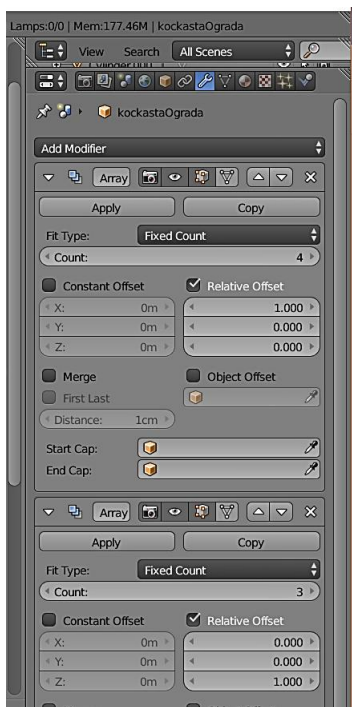 Lamps:0/0 | Mem:177.46M | kockastaOgrada
View Search All Scenes
Cylinder.000
kockastaOgrada
Add Modifier
Array
Apply Copy
Fit Type: Fixed Count
Count: 4
Constant Offset Relative Offset
X: 0m 1.000
Y: 0m 0.000
Z: 0m 0.000
Merge Object Offset
First Last
Distance: 1cm
Start Cap:
End Cap:
Array
Apply Copy
Fit Type: Fixed Count
Count: 3
Constant Offset Relative Offset
X: 0m 0.000
Y: 0m 0.000
Z: 0m 1.000